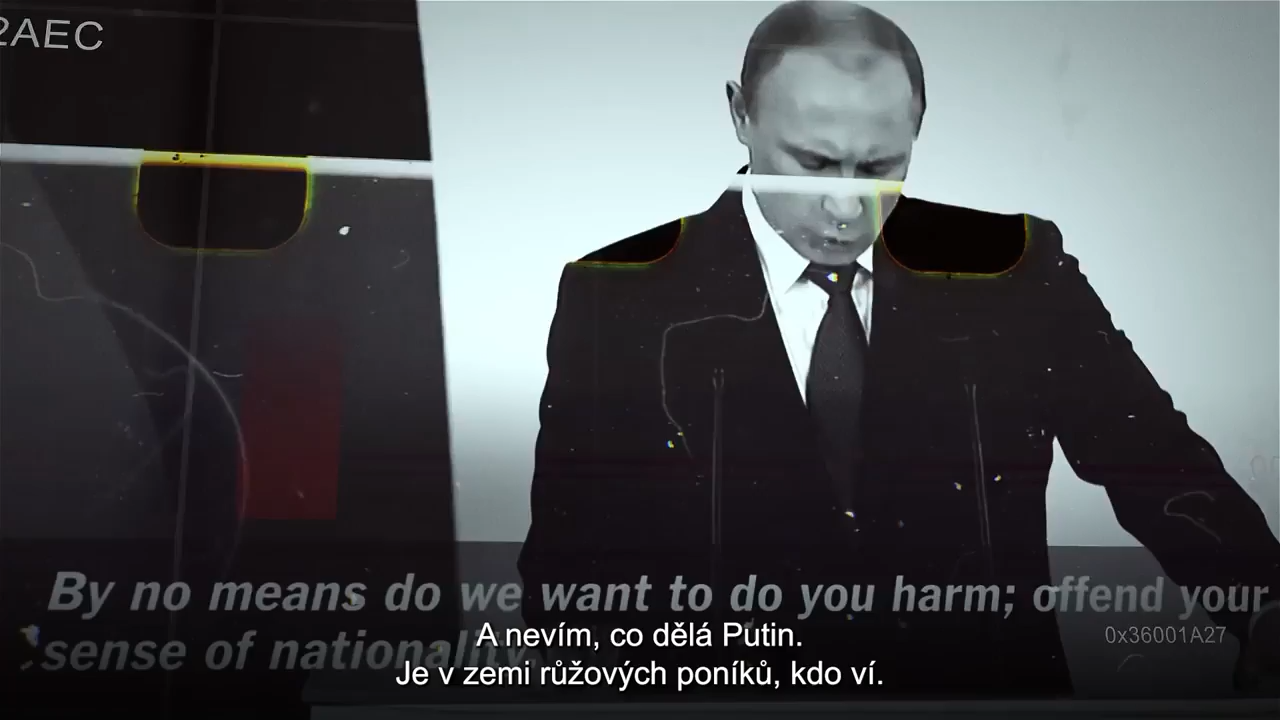 2AEC
By no means do we want to do you harm; offend your
sense of nationality.
0x36001A27
A nevím, co dělá Putin.
Je v zemi růžových poníků, kdo ví.